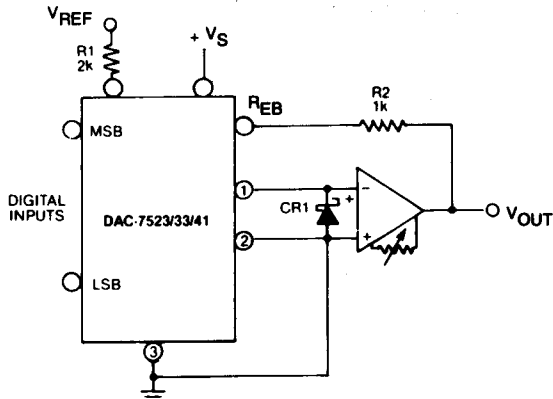 VREF
R1
2k
+ VS
REB
R2
1k
MSB
DIGITAL
INPUTS
DAC-7523/33/41
1
CR1
+
−
2
+
VOUT
LSB
3